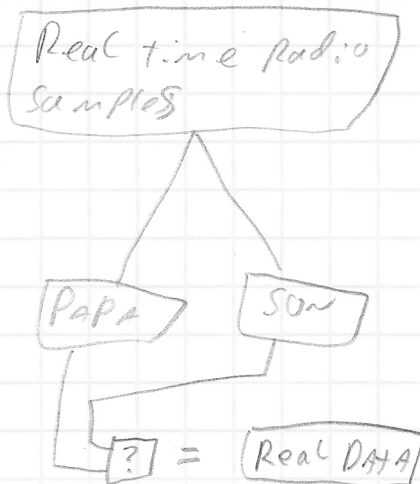 Real time Radio
samples
PAPA
SON
? = Real DATA